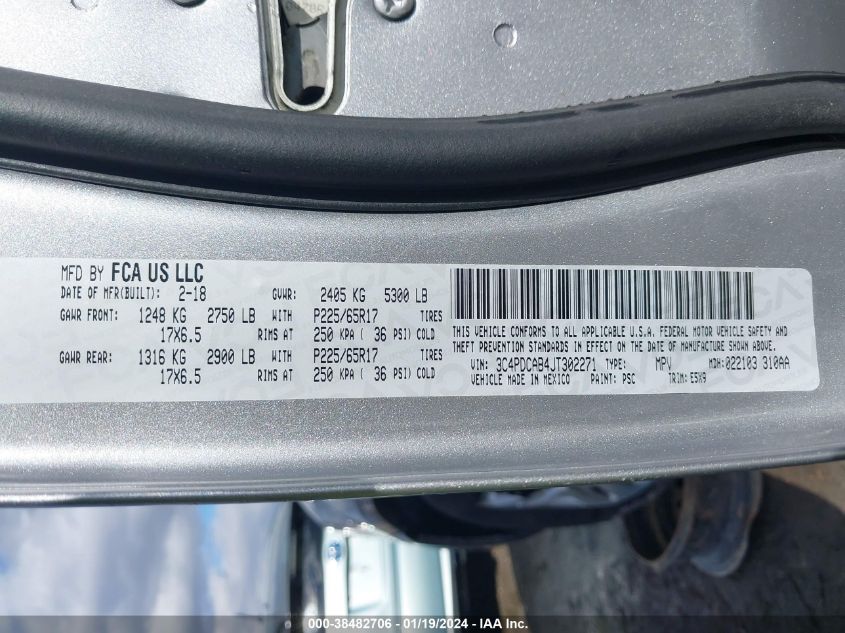 MFD BY FCA US LLC
DATE OF MFR(BUILT): 2-18 GVWR: 2405 KG 5300 LB
GAWR FRONT: 1248 KG 2750 LB WITH P225/65R17 TIRES
17X6.5 RIMS AT 250 KPA ( 36 PSI) COLD
GAWR REAR: 1316 KG 2900 LB WITH P225/65R17 TIRES
17X6.5 RIMS AT 250 KPA ( 36 PSI) COLD
THIS VEHICLE CONFORMS TO ALL APPLICABLE U.S.A. FEDERAL MOTOR VEHICLE SAFETY AND
THEFT PREVENTION STANDARDS IN EFFECT ON THE DATE OF MANUFACTURE SHOWN ABOVE.
VIN: 3C4PDCAB4JT302271 TYPE: MPV MDH: 022103 310AA
VEHICLE MADE IN MEXICO PAINT: PSC TRIM: E5X9
000-38482706 - 01/19/2024 - IAA Inc.